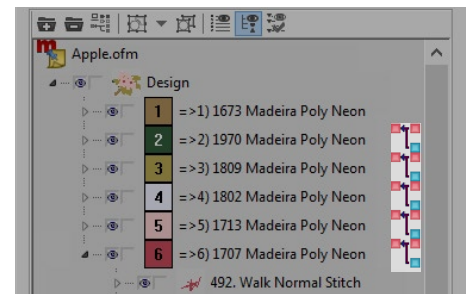 m
Apple.ofm
Design
1 =>1) 1673 Madeira Poly Neon
2 =>2) 1970 Madeira Poly Neon
3 =>3) 1809 Madeira Poly Neon
4 =>4) 1802 Madeira Poly Neon
5 =>5) 1713 Madeira Poly Neon
6 =>6) 1707 Madeira Poly Neon
492. Walk Normal Stitch